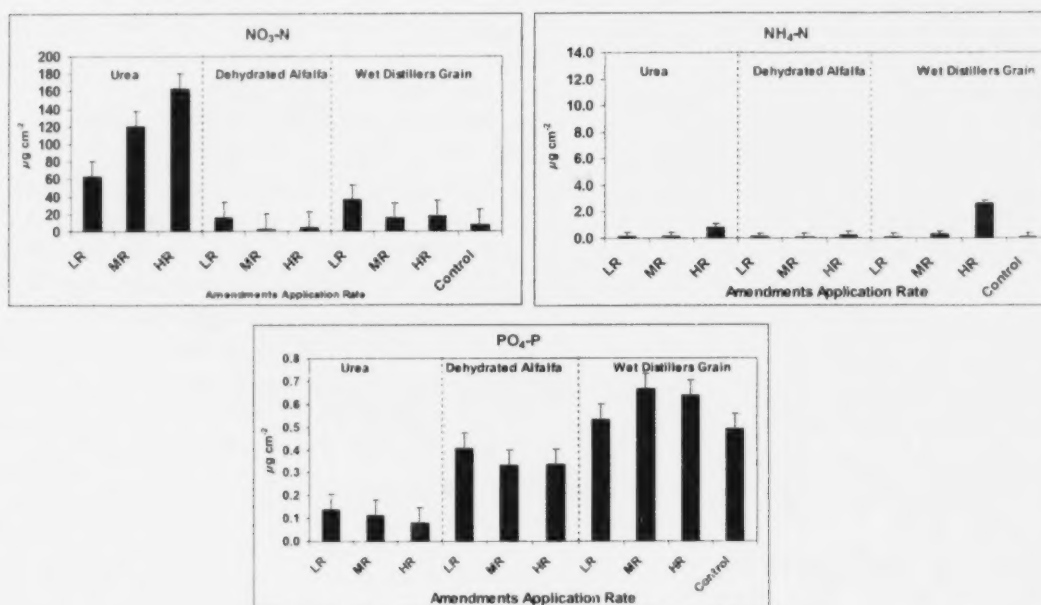 NO₃-N
200
180
160
140
120
100
80
60
40
20
0
µg cm⁻²
Urea
Dehydrated Alfalfa
Wet Distillers Grain
LR
MR
HR
LR
MR
HR
LR
MR
HR
Control
Amendments Application Rate
NH₄-N
14.0
12.0
10.0
8.0
6.0
4.0
2.0
0.0
µg cm⁻²
Urea
Dehydrated Alfalfa
Wet Distillers Grain
LR
MR
HR
LR
MR
HR
LR
MR
HR
Control
Amendments Application Rate
PO₄-P
0.8
0.7
0.6
0.5
0.4
0.3
0.2
0.1
0.0
µg cm⁻²
Urea
Dehydrated Alfalfa
Wet Distillers Grain
LR
MR
HR
LR
MR
HR
LR
MR
HR
Control
Amendments Application Rate